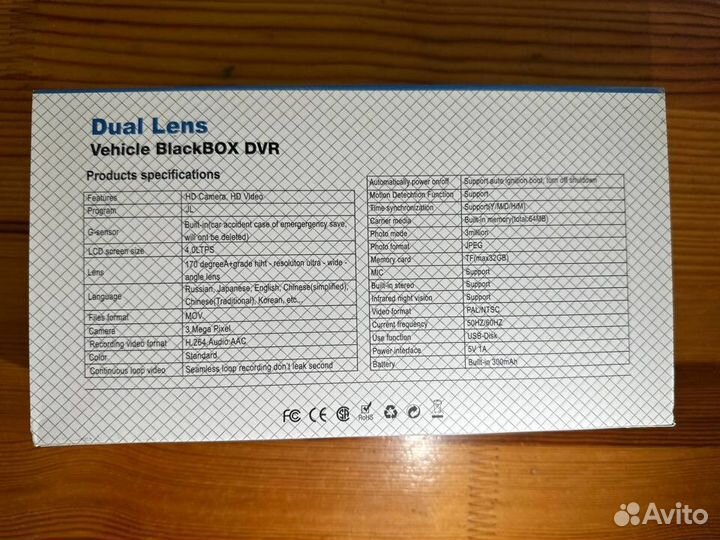 Dual Lens
Vehicle BlackBOX DVR
Products specifications
Features HD Camera, HD Video
Program JL
G-sensor Built-in(car accident case of emergergency save, will ont be deleted)
LCD screen size 4.0LTPS
Lens 170 degreeA+grade hiht - resoluton ultra - wide - angle lens
Language Russian, Japanese, English, Chinese(simplified), Chinese(Traditional), Korean, etc..,
Files format MOV
Camera 3.Mega Pixel
Recording video format H.264,Audio:AAC
Color Standard
Continuous loop video Seamless loop recording don't leak second
Automatically power on/off Support auto ignition boot, turn off shutdown
Motion Detechtion Function Support
Time synchronization Support(Y/M/D/H/M)
Carrier media Built-in memory(total:64MB)
Photo mode 3million
Photo format JPEG
Memory card TF(max32GB)
MIC Support
Built-in stereo Support
Infrared night vision Support
Video format PAL/NTSC
Current frequency 50HZ/60HZ
Use function USB-Disk
Power interface 5V 1A
Battery Bulit-in 300mAh
FC CE RoHS
Avito